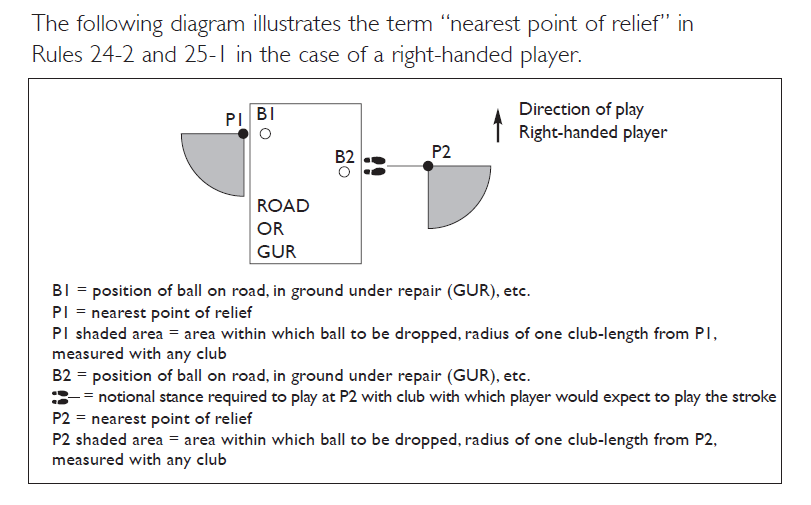 The following diagram illustrates the term “nearest point of relief” in
Rules 24-2 and 25-1 in the case of a right-handed player.
P1 B1
Direction of play
Right-handed player
B2
P2
ROAD
OR
GUR
B1 = position of ball on road, in ground under repair (GUR), etc.
P1 = nearest point of relief
P1 shaded area = area within which ball to be dropped, radius of one club-length from P1,
measured with any club
B2 = position of ball on road, in ground under repair (GUR), etc.
= notional stance required to play at P2 with club with which player would expect to play the stroke
P2 = nearest point of relief
P2 shaded area = area within which ball to be dropped, radius of one club-length from P2,
measured with any club